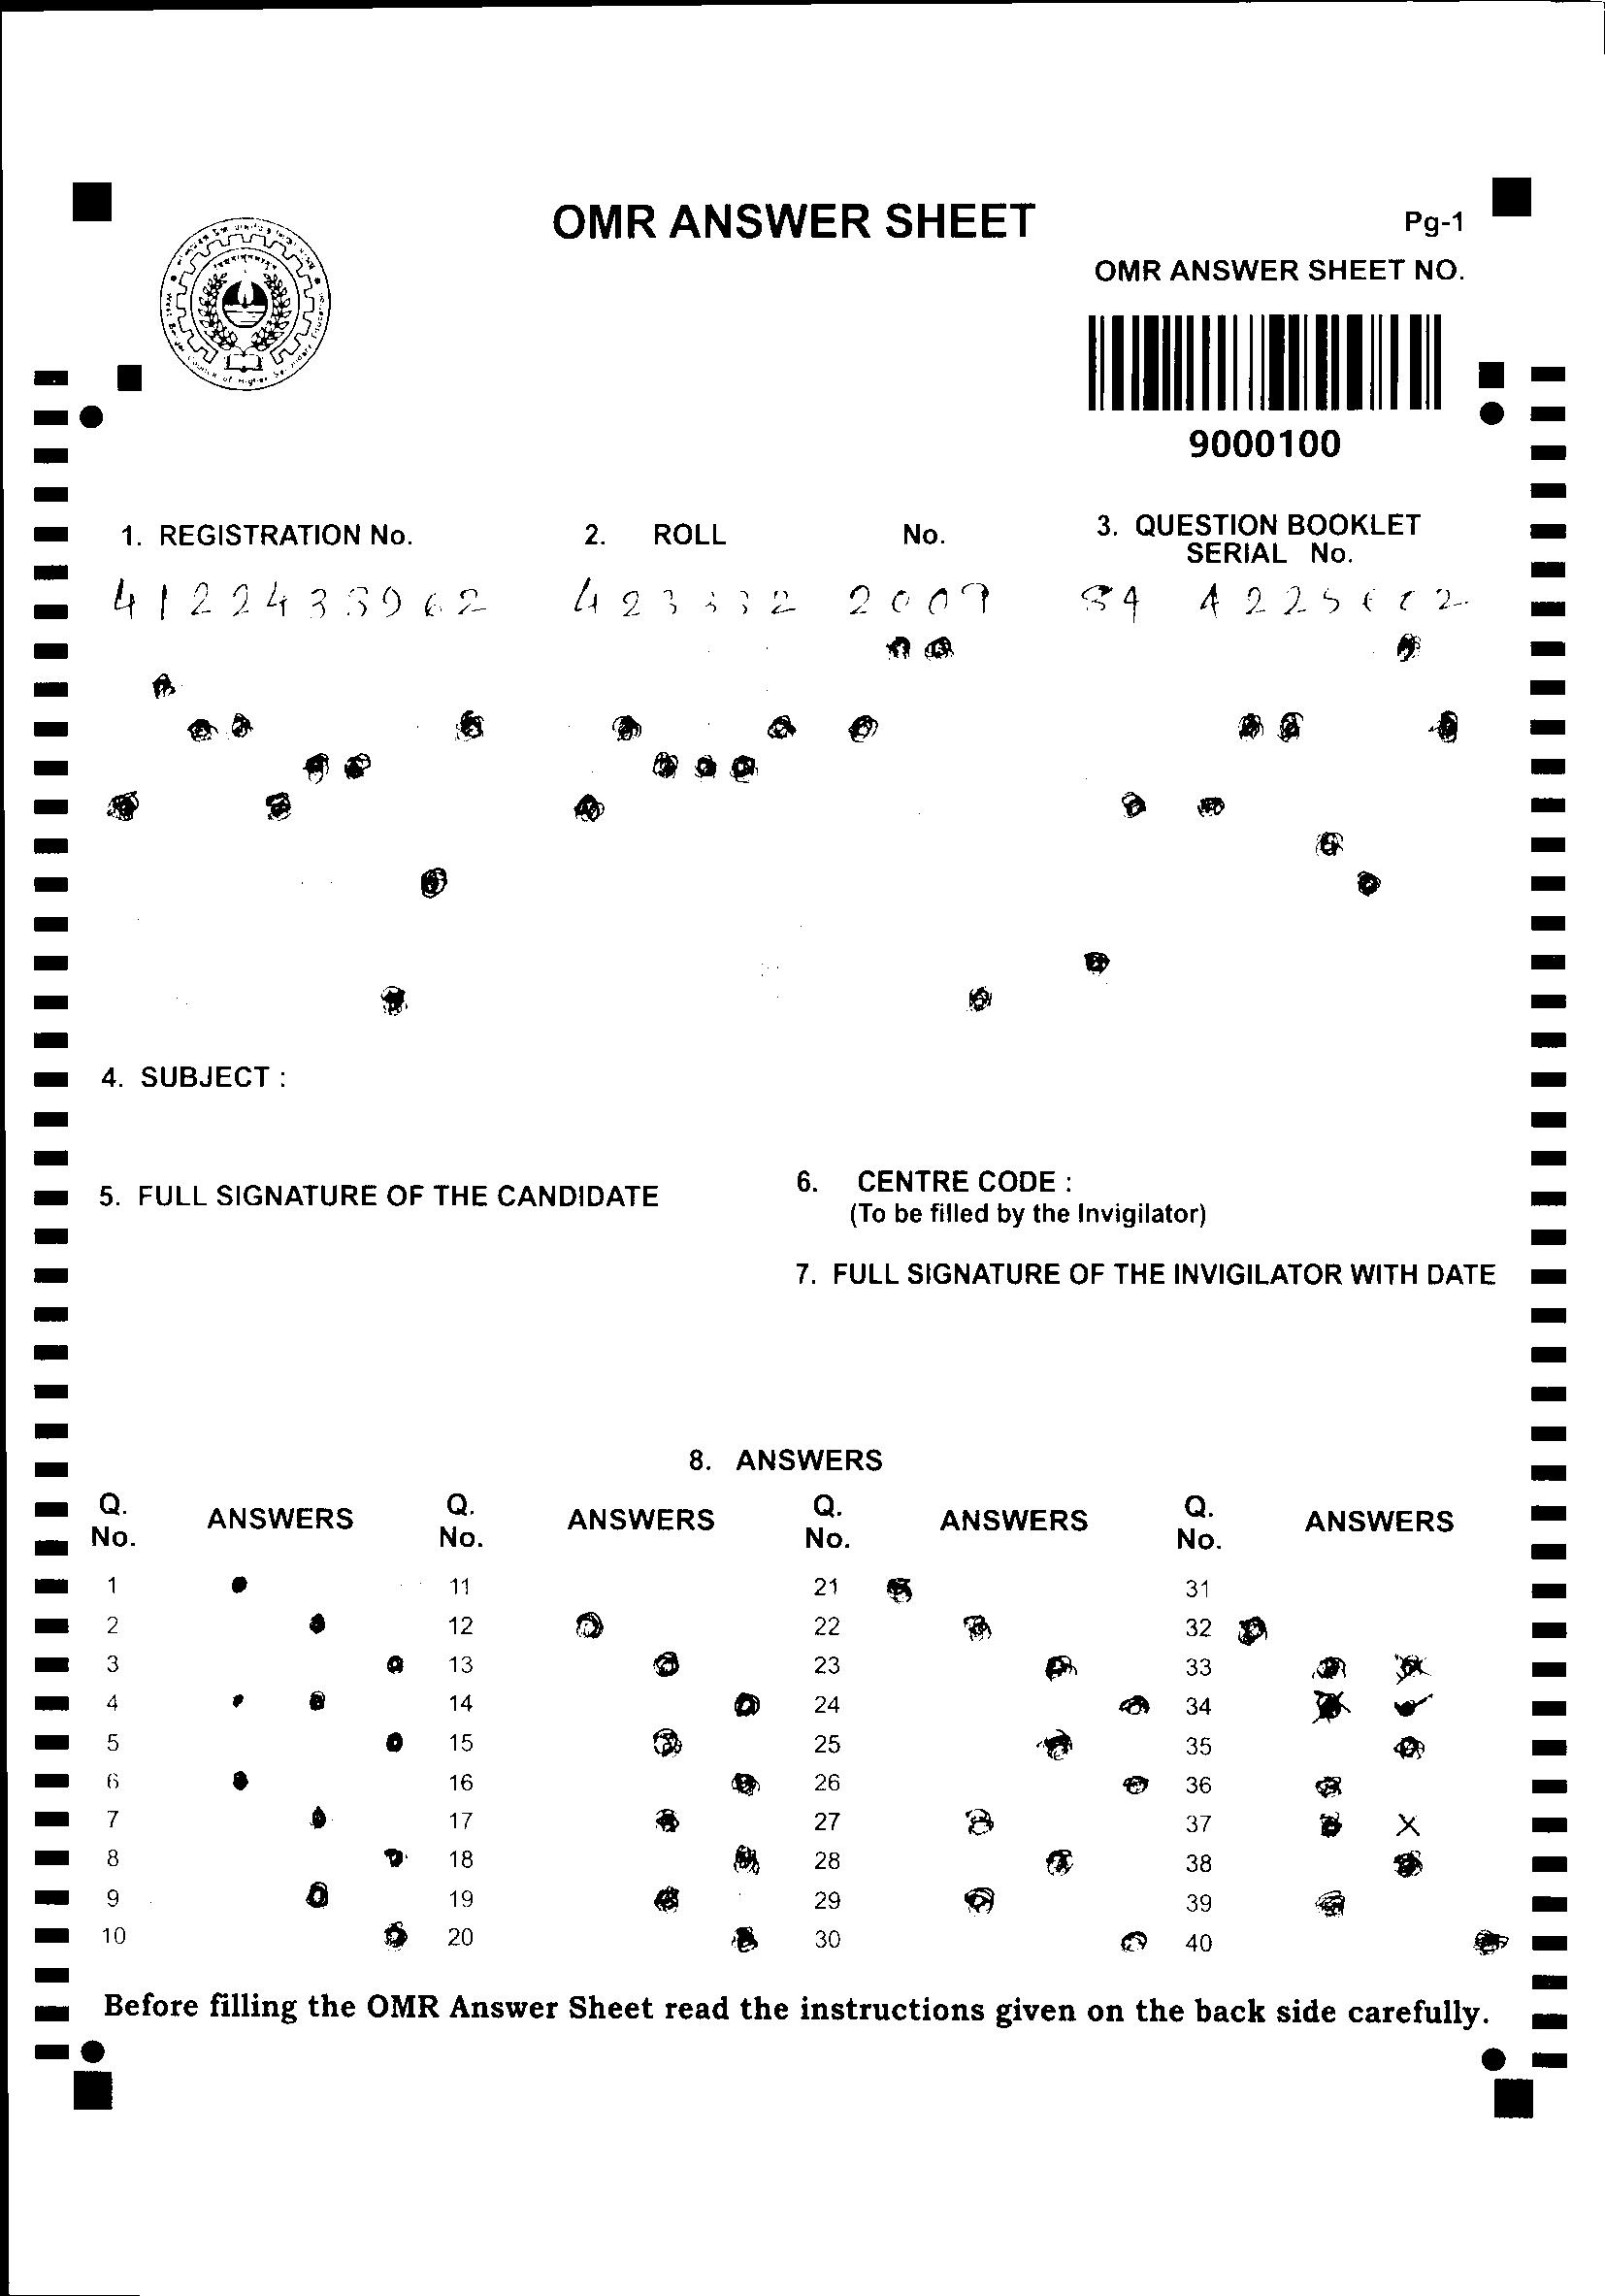 OMR ANSWER SHEET
Pg-1
OMR ANSWER SHEET NO.
9000100
1. REGISTRATION No.
2. ROLL No.
3. QUESTION BOOKLET
SERIAL No.
4122433962
423332 2009
84 4225602
4. SUBJECT :
5. FULL SIGNATURE OF THE CANDIDATE
6. CENTRE CODE :
(To be filled by the Invigilator)
7. FULL SIGNATURE OF THE INVIGILATOR WITH DATE
8. ANSWERS
Q. No. ANSWERS Q. No. ANSWERS Q. No. ANSWERS Q. No. ANSWERS
1 11 21 31
2 12 22 32
3 13 23 33
4 14 24 34
5 15 25 35
6 16 26 36
7 17 27 37
8 18 28 38
9 19 29 39
10 20 30 40
Before filling the OMR Answer Sheet read the instructions given on the back side carefully.